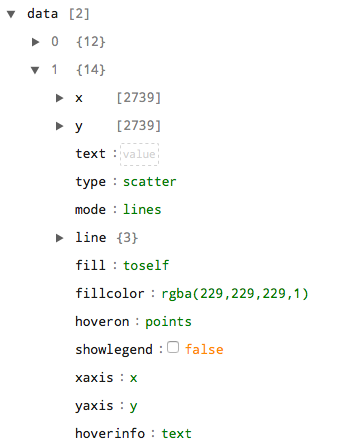 data [2]
0 {12}
1 {14}
x [2739]
y [2739]
text : value
type : scatter
mode : lines
line {3}
fill : toself
fillcolor : rgba(229,229,229,1)
hoveron : points
showlegend : false
xaxis : x
yaxis : y
hoverinfo : text